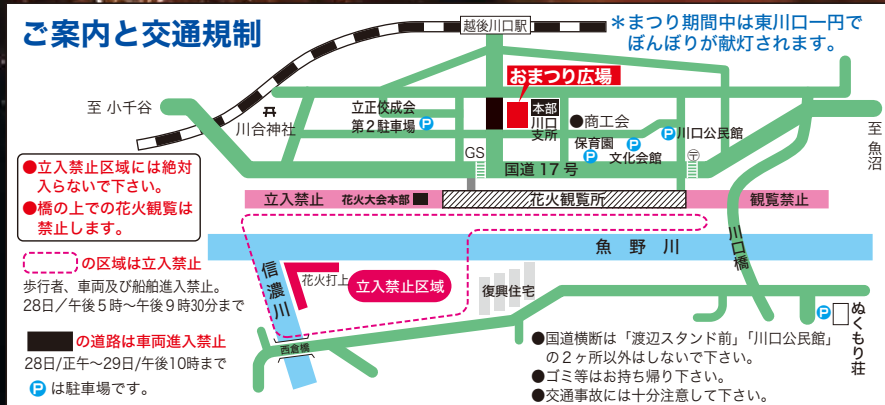 ご案内と交通規制
越後川口駅
＊まつり期間中は東川口一円で
ぼんぼりが献灯されます。
おまつり広場
至 小千谷
川合神社
立正佼成会
第２駐車場 P
本部
川口
支所
●商工会
P 川口公民館
保育園
P
P
文化会館
至 魚沼
GS
〒
国道 17 号
●立入禁止区域には絶対
入らないで下さい。
●橋の上での花火観覧は
禁止します。
立入禁止
花火大会本部
花火観覧所
観覧禁止
魚野川
川口橋
信濃川
花火打上
立入禁止区域
復興住宅
西倉橋
P
ぬくもり荘
の区域は立入禁止
歩行者、車両及び船舶進入禁止。
28日／午後５時〜午後９時30分まで
の道路は車両進入禁止
28日/正午〜29日/午後10時まで
P は駐車場です。
●国道横断は「渡辺スタンド前」「川口公民館」
の２ヶ所以外はしないで下さい。
●ゴミ等はお持ち帰り下さい。
●交通事故には十分注意して下さい。